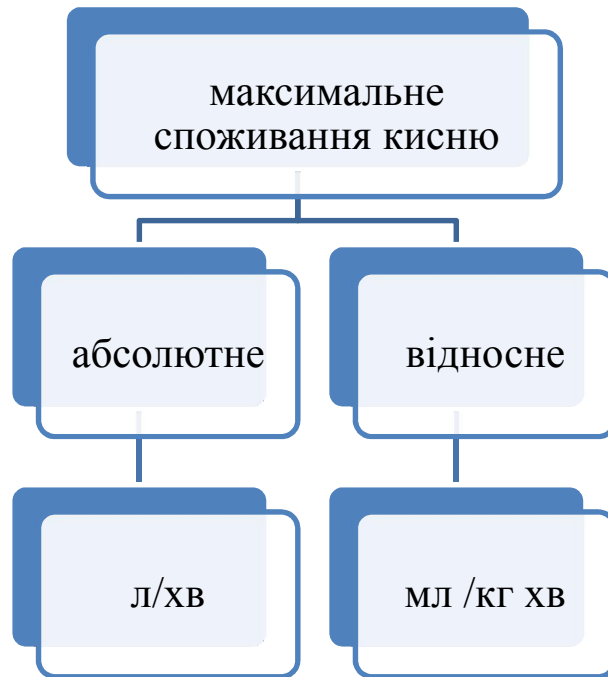 максимальне
споживання кисню
абсолютне
відносне
л/хв
мл /кг хв